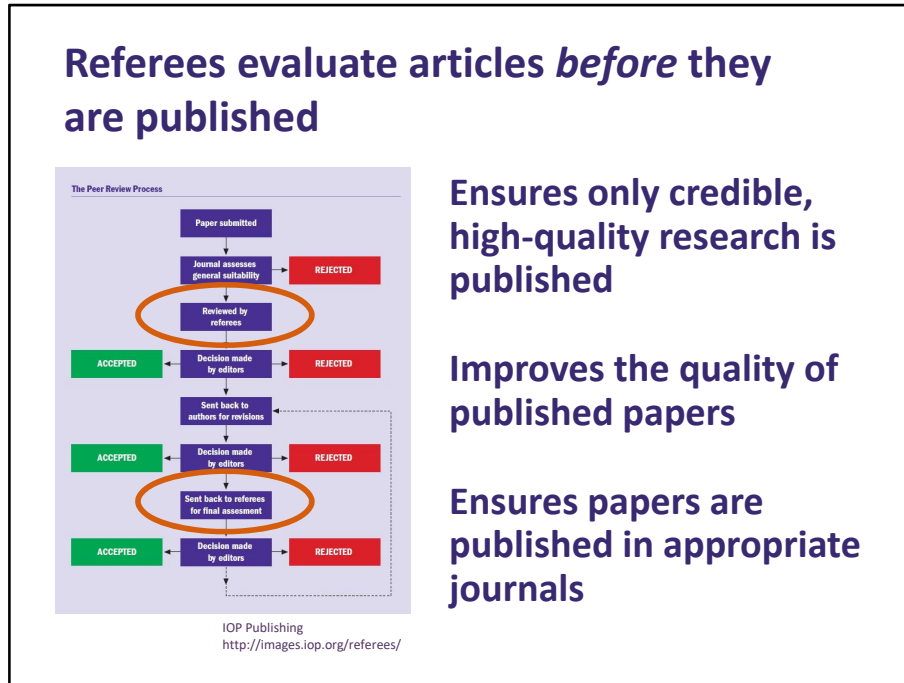 Referees evaluate articles before they
are published
The Peer Review Process
Paper submitted
Journal assesses
general suitability
REJECTED
Reviewed by
referees
ACCEPTED
Decision made
by editors
REJECTED
Sent back to
authors for revisions
ACCEPTED
Decision made
by editors
REJECTED
Sent back to referees
for final assesment
ACCEPTED
Decision made
by editors
REJECTED
IOP Publishing
http://images.iop.org/referees/
Ensures only credible,
high-quality research is
published
Improves the quality of
published papers
Ensures papers are
published in appropriate
journals